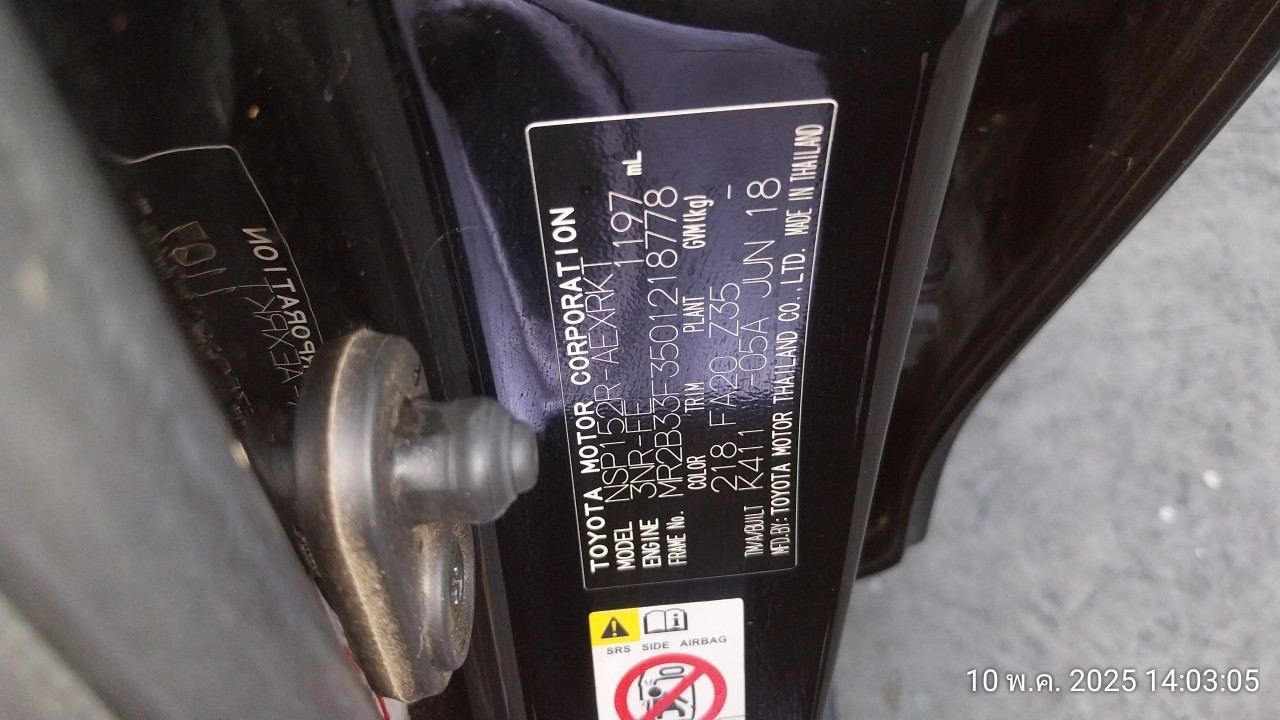 TOYOTA MOTOR CORPORATION
MODEL NSP152R-AEXRKT
ENGINE 3NR-FE 1197 mL
FRAME No. MR2B33F3501218778
COLOR TRIM PLANT GVM(kg)
218 FA20 Z35 -
T/M/A/BUILT K411 -05A JUN 18
MFD.BY:TOYOTA MOTOR THAILAND CO.,LTD. MADE IN THAILAND
SRS SIDE AIRBAG
10 พ.ค. 2025 14:03:05